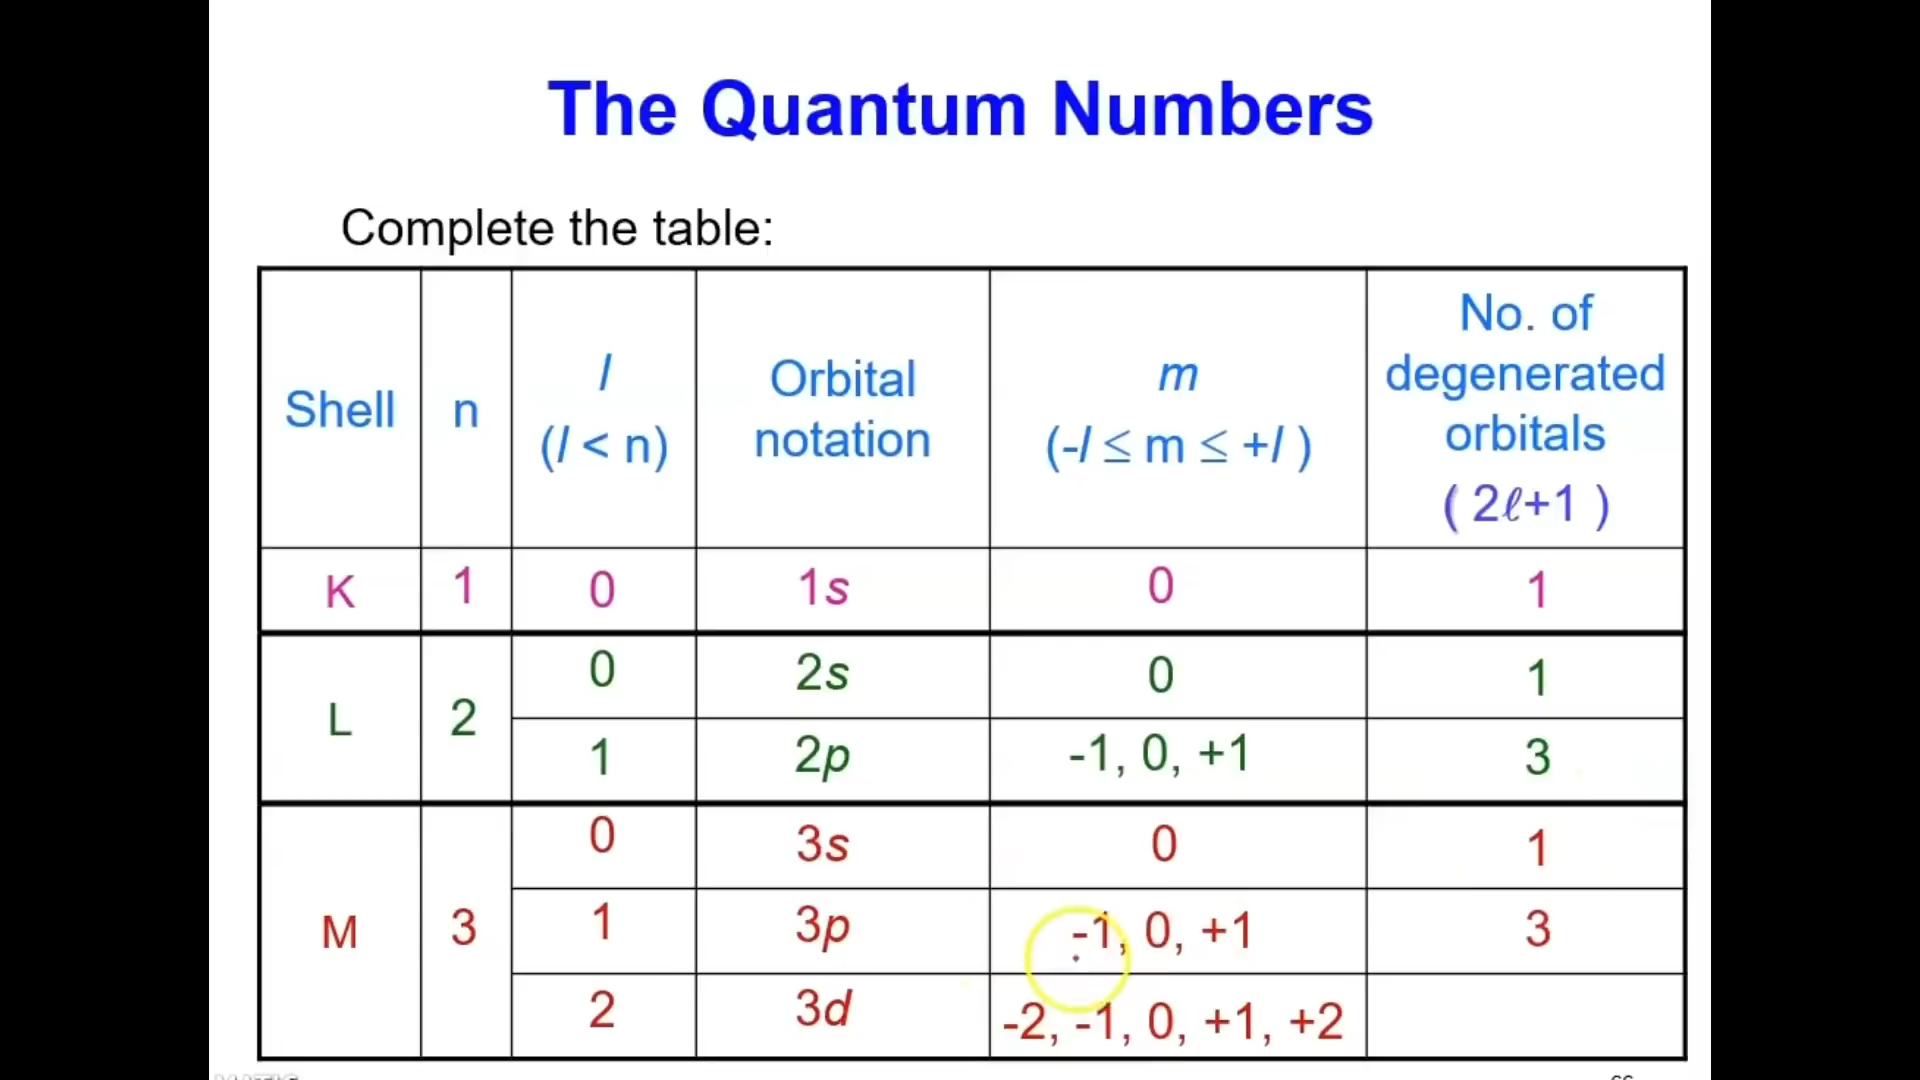 The Quantum Numbers
Complete the table:
Shell
n
l
(l < n)
Orbital
notation
m
(-l ≤ m ≤ +l )
No. of
degenerated
orbitals
( 2ℓ+1 )
K 1 0 1s 0 1
L 2
0 2s 0 1
1 2p -1, 0, +1 3
M 3
0 3s 0 1
1 3p -1, 0, +1 3
2 3d -2, -1, 0, +1, +2